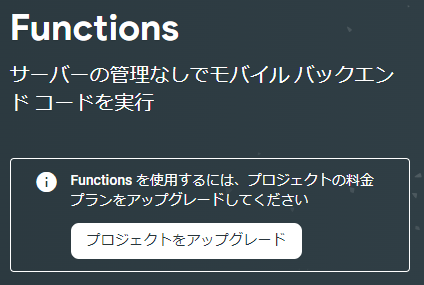 Functions
サーバーの管理なしでモバイル バックエン
ド コードを実行
Functions を使用するには、プロジェクトの料金
プランをアップグレードしてください
プロジェクトをアップグレード